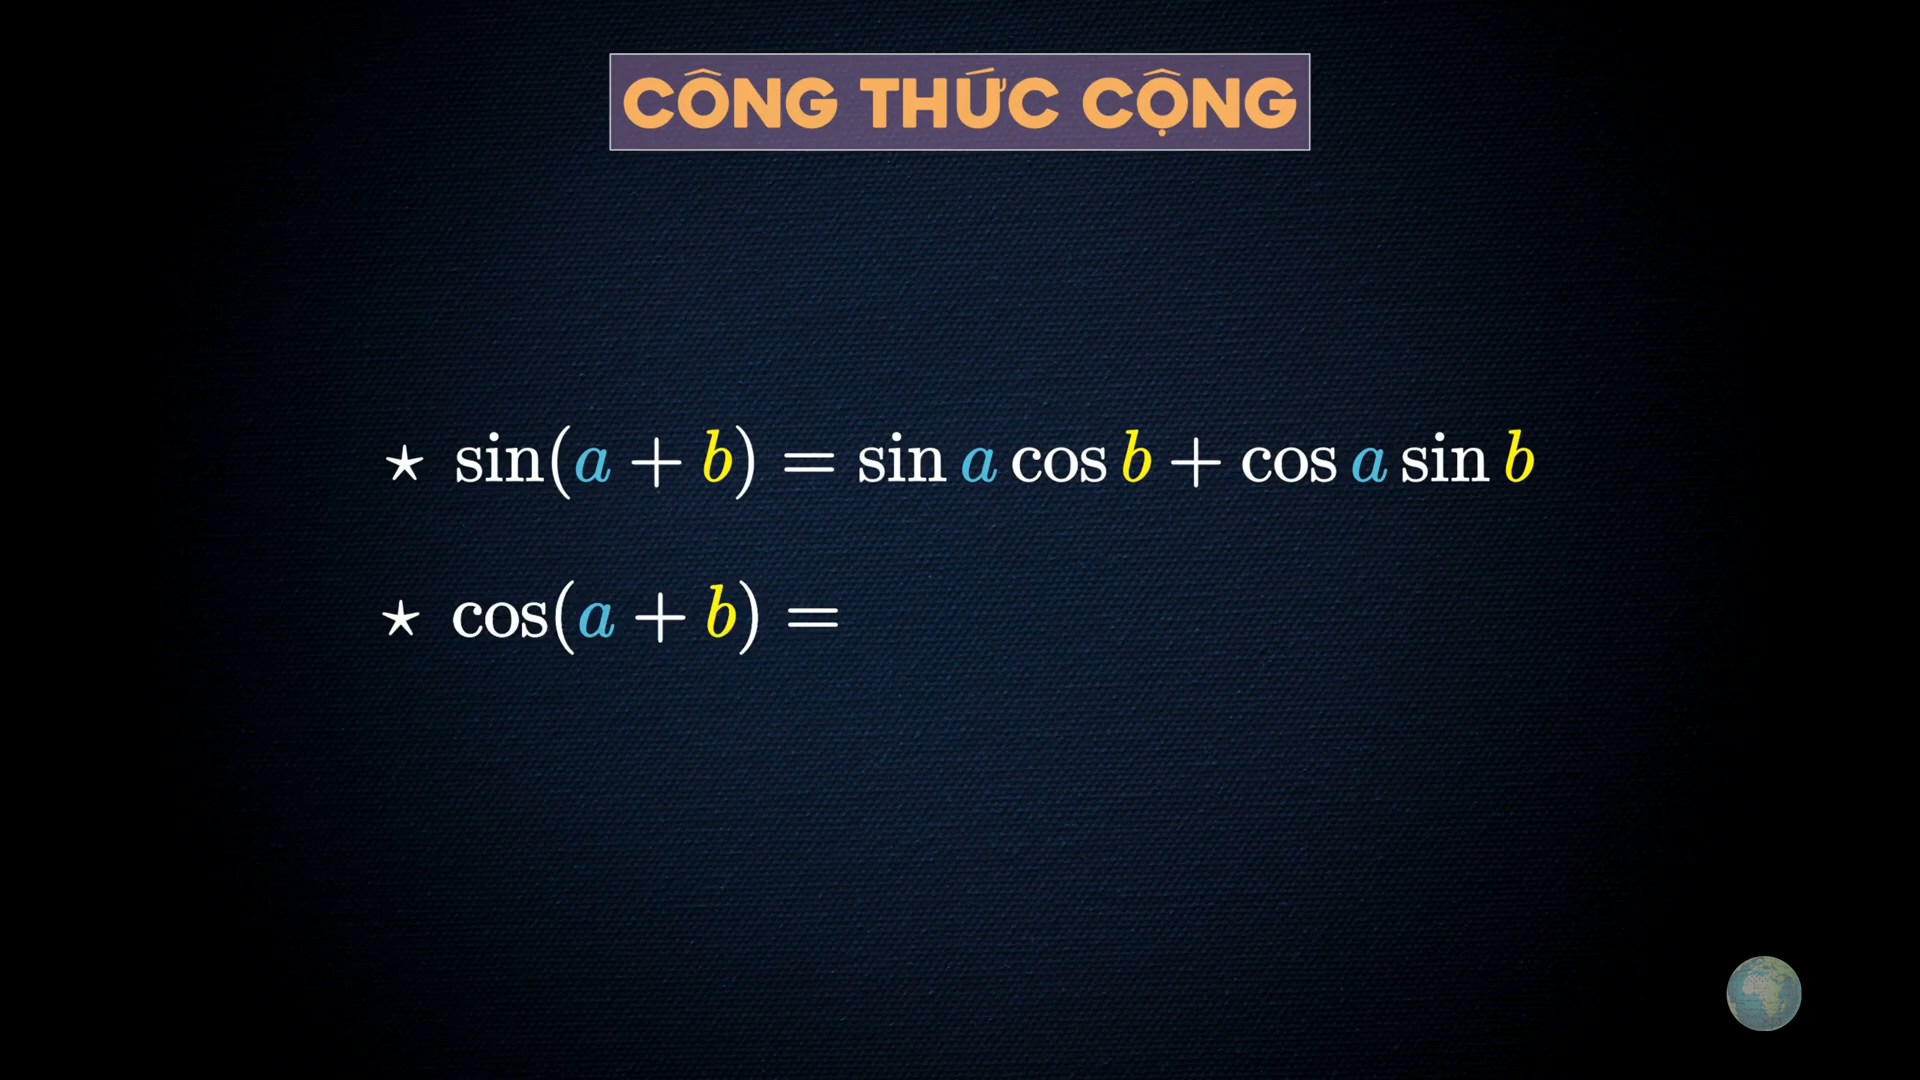 CÔNG THỨC CỘNG
⋆ sin(a + b) = sin a cos b + cos a sin b
⋆ cos(a + b) =